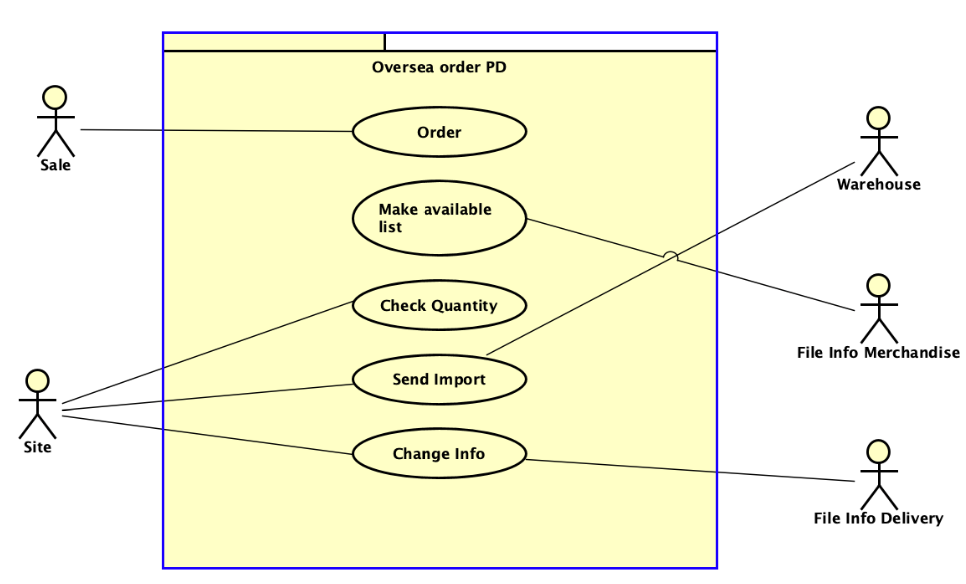 Oversea order PD
Sale
Order
Warehouse
Make available
list
Check Quantity
File Info Merchandise
Send Import
Site
Change Info
File Info Delivery